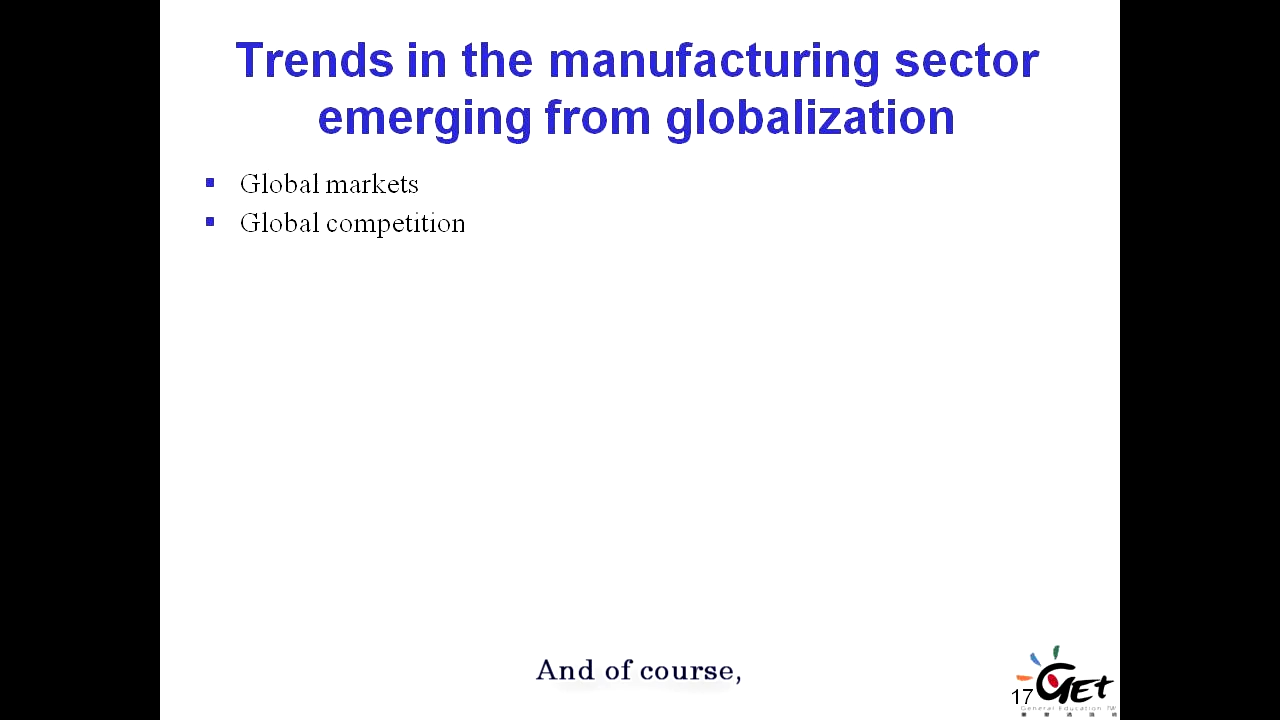 Trends in the manufacturing sector
emerging from globalization
Global markets
Global competition
And of course,
17
GET
General Education TW